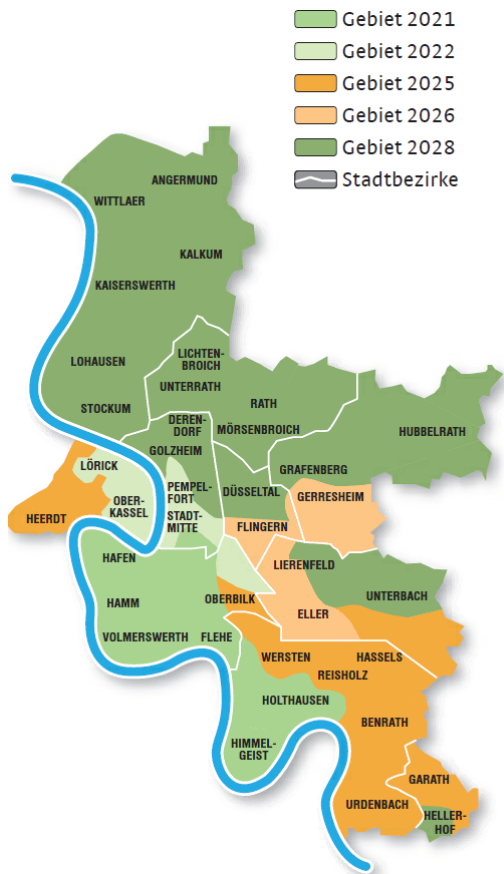 Gebiet 2021
Gebiet 2022
Gebiet 2025
Gebiet 2026
Gebiet 2028
Stadtbezirke
ANGERMUND
WITTLAER
KALKUM
KAISERSWERTH
LICHTEN-
BROICH
LOHAUSEN
UNTERRATH
RATH
STOCKUM
DEREN-
DORF
MÖRSENBROICH
HUBBELRATH
GOLZHEIM
LÖRICK
GRAFENBERG
PEMPEL-
FORT
DÜSSELTAL
GERRESHEIM
OBER-
KASSEL
STADT-
MITTE
HEERDT
FLINGERN
HAFEN
LIERENFELD
UNTERBACH
HAMM
OBERBILK
ELLER
VOLMERSWERTH
FLEHE
WERSTEN
HASSELS
REISHOLZ
HOLTHAUSEN
BENRATH
HIMMEL-
GEIST
GARATH
URDENBACH
HELLER-
HOF